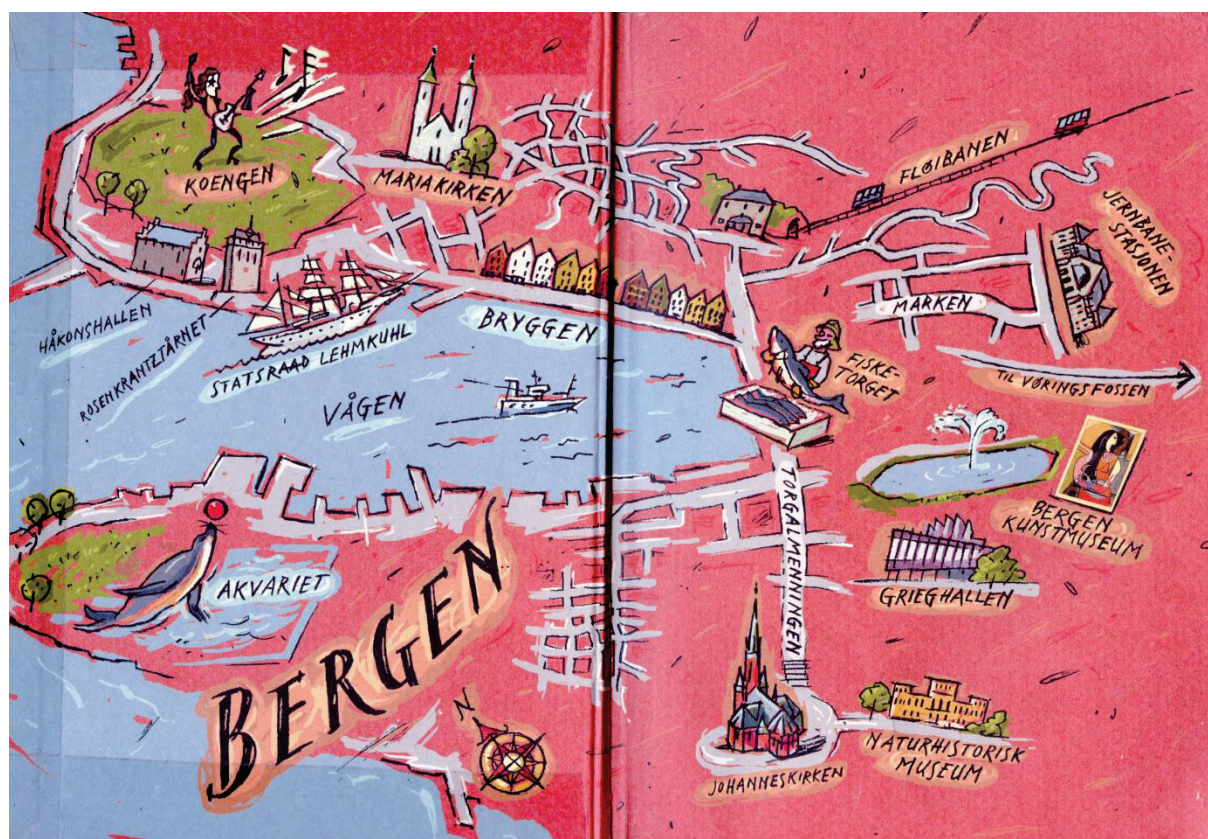 KOENGEN
MARIAKIRKEN
FLØIBANEN
JERNBANE-
STASJONEN
HÅKONSHALLEN
ROSENKRANTZTÅRNET
STATSRAAD LEHMKUHL
BRYGGEN
MARKEN
VÅGEN
FISKE-
TORGET
TIL VØRINGSFOSSEN
AKVARIET
TORGALMENNINGEN
BERGEN
KUNSTMUSEUM
GRIEGHALLEN
BERGEN
N
JOHANNESKIRKEN
NATURHISTORISK
MUSEUM